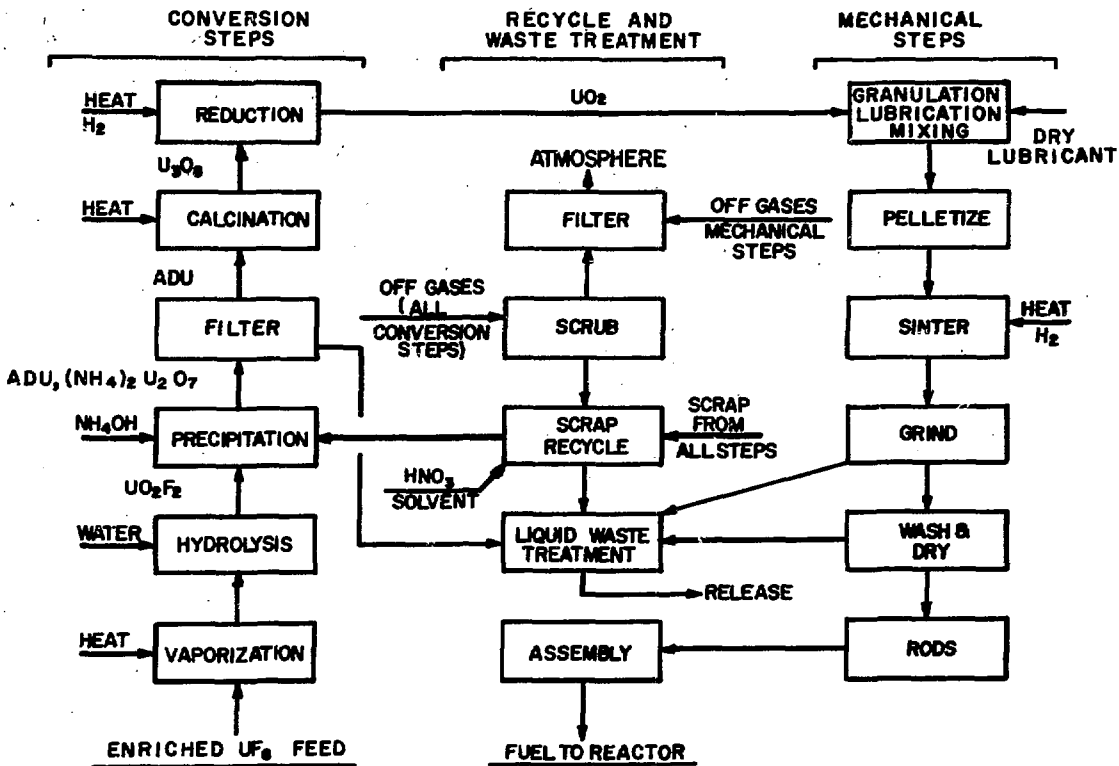 CONVERSION
STEPS
RECYCLE AND
WASTE TREATMENT
MECHANICAL
STEPS
HEAT
H2
REDUCTION
UO2
GRANULATION
LUBRICATION
MIXING
DRY
LUBRICANT
U3O8
ATMOSPHERE
HEAT
CALCINATION
FILTER
OFF GASES
MECHANICAL
STEPS
PELLETIZE
ADU
OFF GASES
(ALL
CONVERSION
STEPS)
FILTER
SCRUB
SINTER
HEAT
H2
ADU, (NH4)2 U2O7
NH4OH
PRECIPITATION
SCRAP
RECYCLE
SCRAP
FROM
ALL STEPS
GRIND
UO2F2
HNO3
SOLVENT
WATER
HYDROLYSIS
LIQUID WASTE
TREATMENT
WASH &
DRY
RELEASE
HEAT
VAPORIZATION
ASSEMBLY
RODS
ENRICHED UF6 FEED
FUEL TO REACTOR